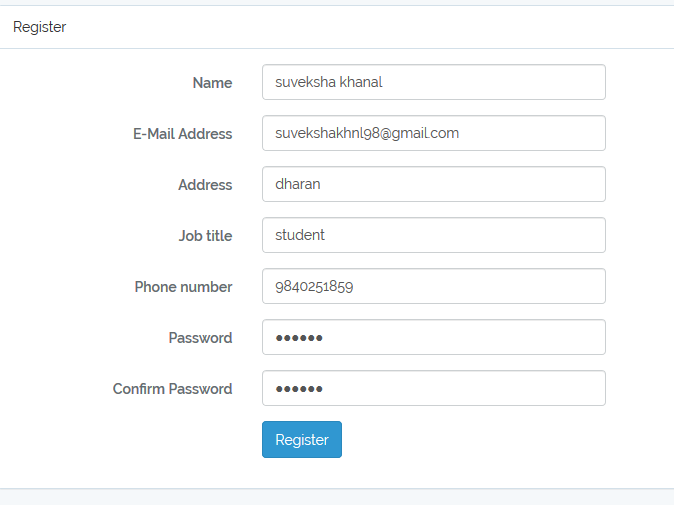 Register
Name suveksha khanal
E-Mail Address suvekshakhnl98@gmail.com
Address dharan
Job title student
Phone number 9840251859
Password ●●●●●●
Confirm Password ●●●●●●
Register